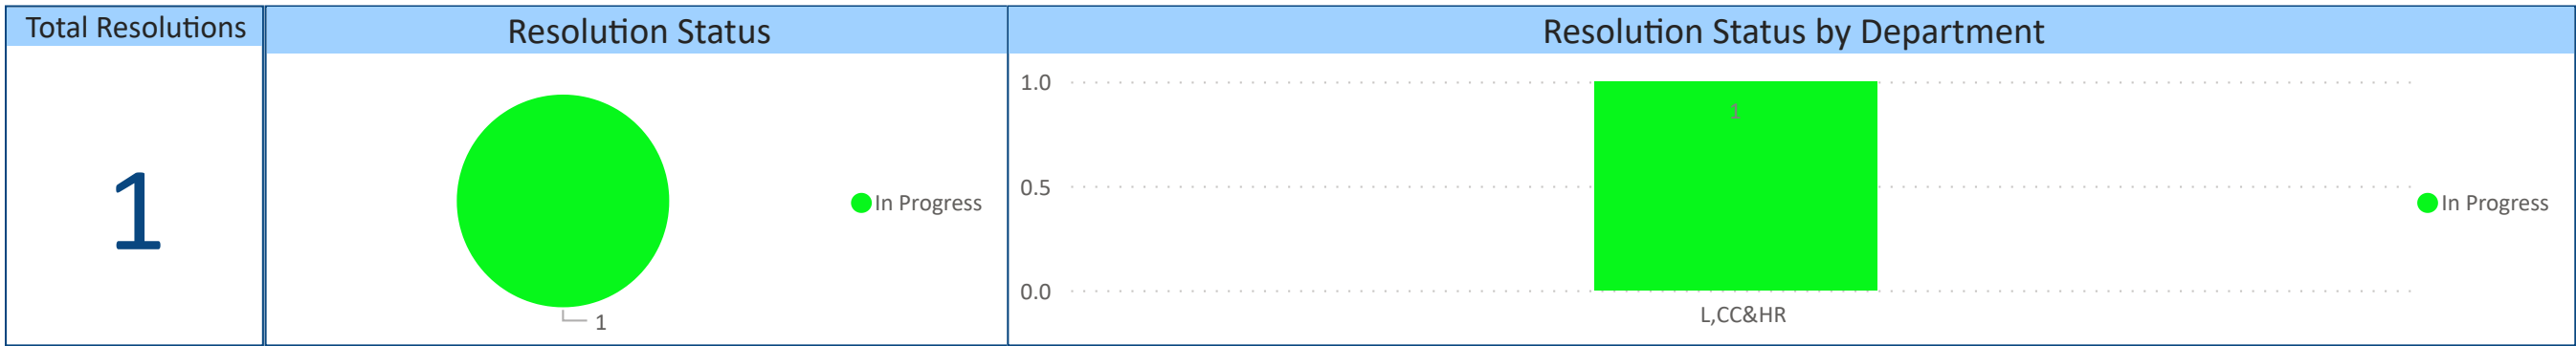 Total Resolutions
1
Resolution Status
1
In Progress
Resolution Status by Department
1.0
0.5
0.0
1
L,CC&HR
In Progress